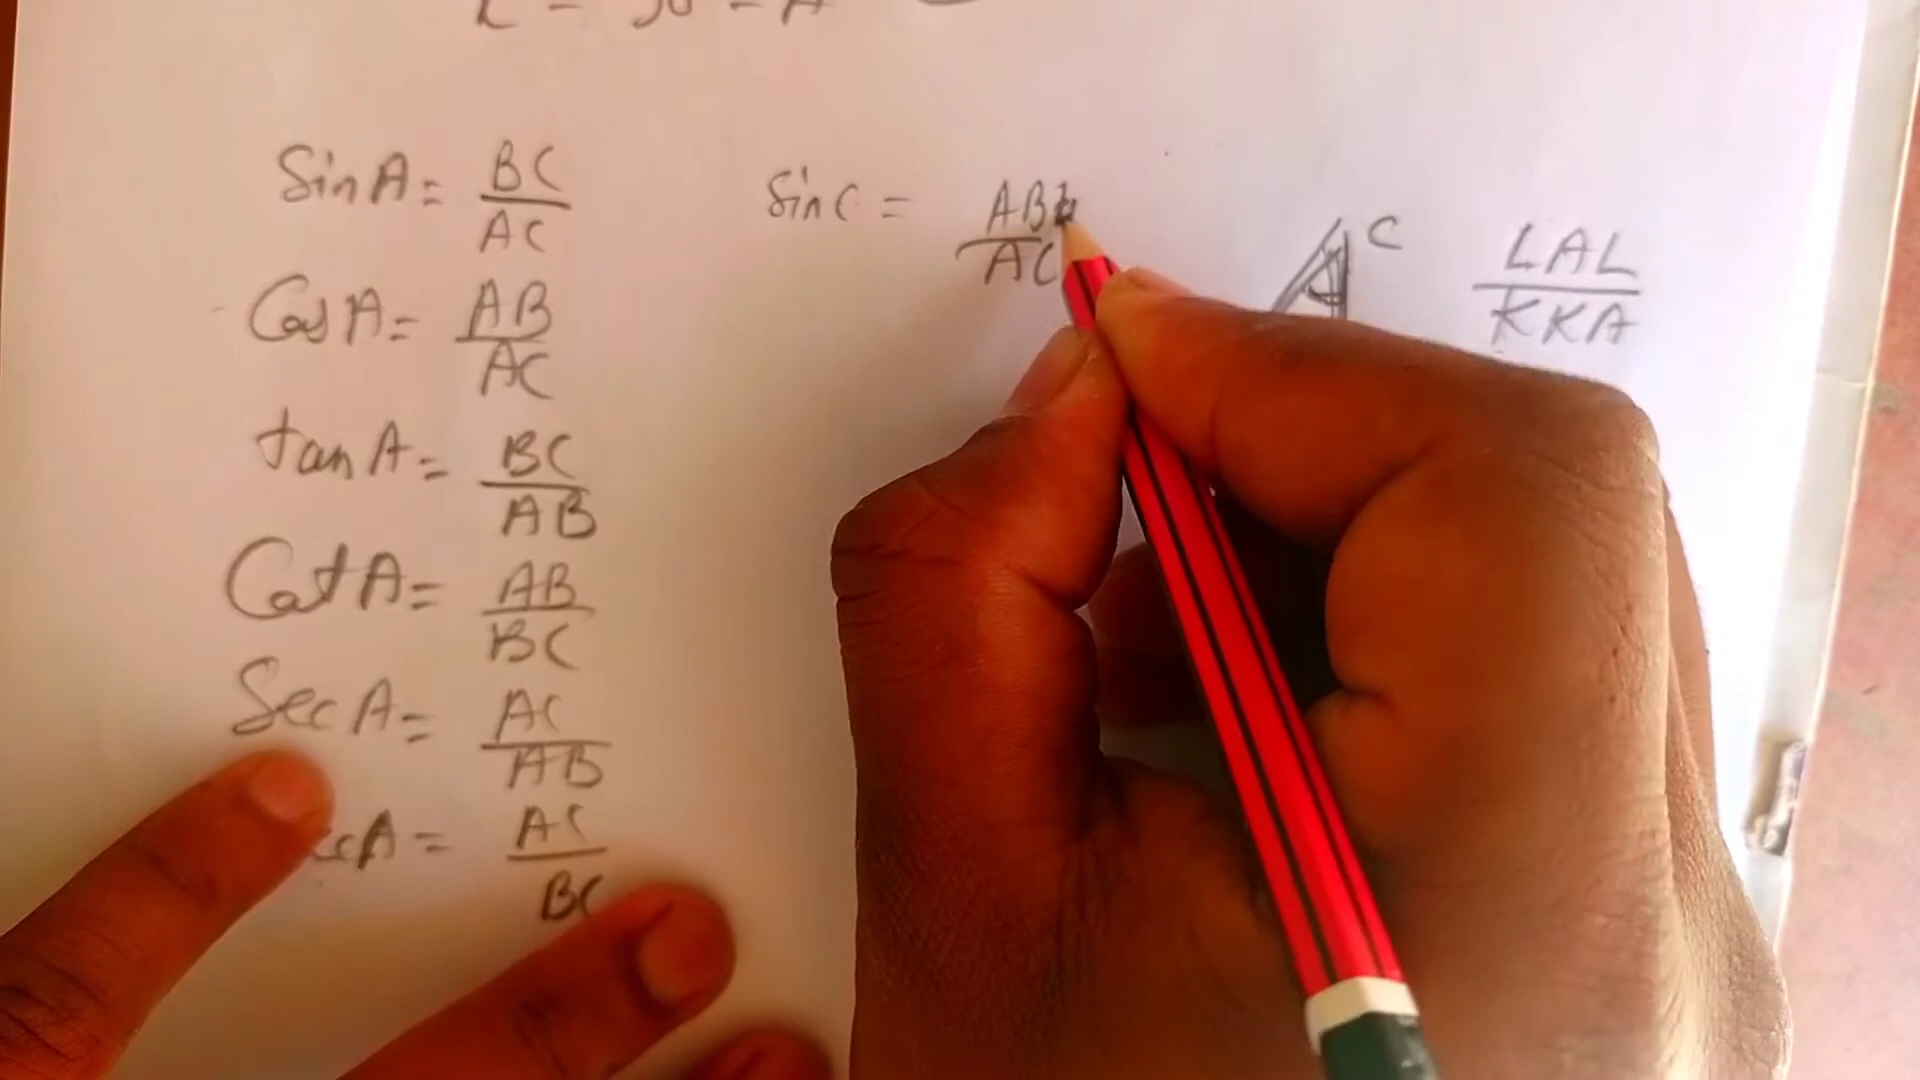 Sin A = BC/AC
Sin C = AB/AC
C
LAL/KKA
Cos A = AB/AC
tan A = BC/AB
Cot A = AB/BC
Sec A = AC/AB
A = AC/BC